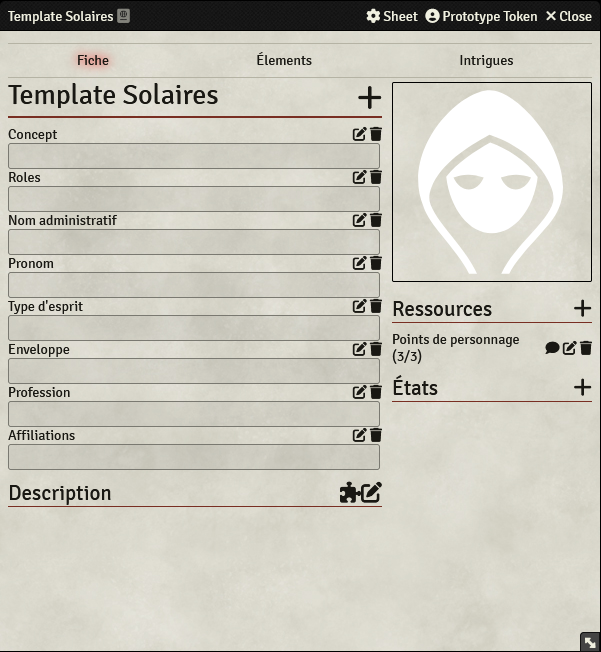 Template Solaires
Sheet
Prototype Token
Close
Fiche
Élements
Intrigues
Template Solaires
Concept
Roles
Nom administratif
Pronom
Type d'esprit
Enveloppe
Profession
Affiliations
Description
Ressources
Points de personnage
(3/3)
États